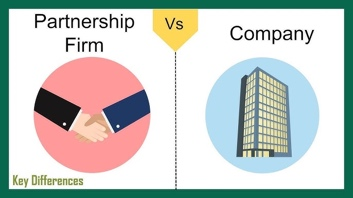 Partnership
Firm
Vs
Company
Key Differences